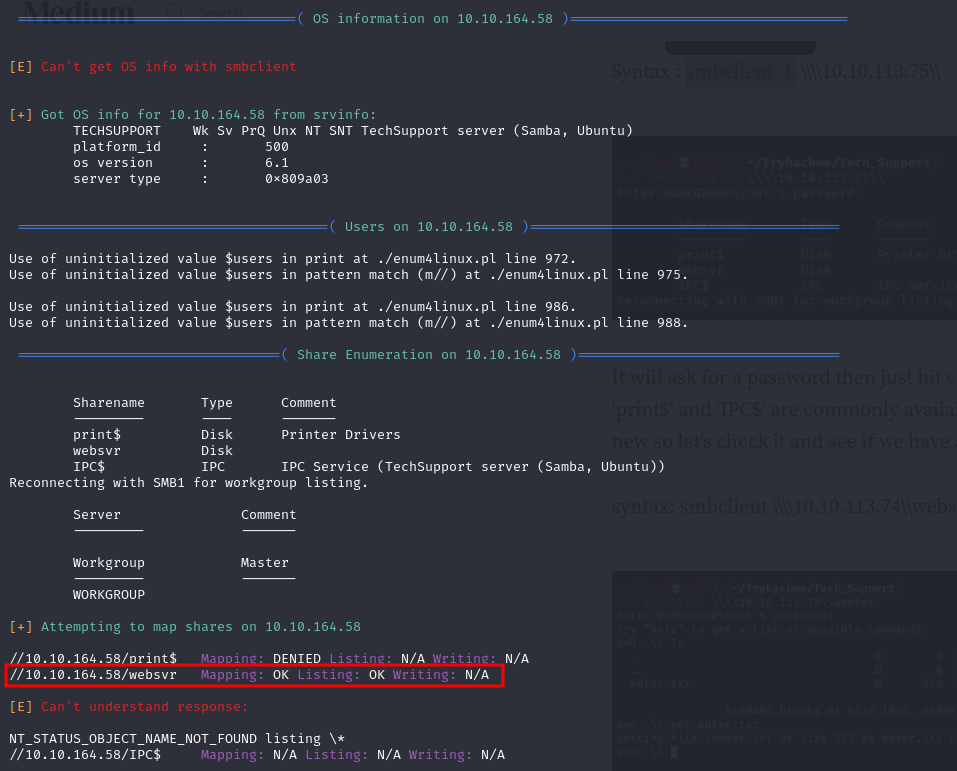 Medium
Search
( OS information on 10.10.164.58 )
[E] Can't get OS info with smbclient
[+] Got OS info for 10.10.164.58 from srvinfo:
TECHSUPPORT Wk Sv PrQ Unx NT SNT TechSupport server (Samba, Ubuntu)
platform_id : 500
os version : 6.1
server type : 0×809a03
( Users on 10.10.164.58 )
Use of uninitialized value $users in print at ./enum4linux.pl line 972.
Use of uninitialized value $users in pattern match (m//) at ./enum4linux.pl line 975.
Use of uninitialized value $users in print at ./enum4linux.pl line 986.
Use of uninitialized value $users in pattern match (m//) at ./enum4linux.pl line 988.
( Share Enumeration on 10.10.164.58 )
Sharename Type Comment
print$ Disk Printer Drivers
websvr Disk
IPC$ IPC IPC Service (TechSupport server (Samba, Ubuntu))
Reconnecting with SMB1 for workgroup listing.
Server Comment
Workgroup Master
WORKGROUP
[+] Attempting to map shares on 10.10.164.58
//10.10.164.58/print$ Mapping: DENIED Listing: N/A Writing: N/A
//10.10.164.58/websvr Mapping: OK Listing: OK Writing: N/A
[E] Can't understand response:
NT_STATUS_OBJECT_NAME_NOT_FOUND listing \*
//10.10.164.58/IPC$ Mapping: N/A Listing: N/A Writing: N/A
Syntax : smbclient -L \\\\10.10.113.75\\
~/Tryhackme/Tech_Support
\\\\10.10.113.75\\
Enter WORKGROUP\root's password:
Sharename Type Comment
print$ Disk Printer
websvr Disk
IPC$ IPC IPC
Reconnecting with SMB1 for workgroup listing
It will ask for a password then just hit
'print$' and 'IPC$' are commonly
new so let's check it and see if we have
syntax: smbclient \\\\10.10.113.74\\
~/Tryhackme/Tech_Support
\\\\10.10.113.75\\websvr
Enter WORKGROUP\root's password:
Try "help" to get a list of possible commands.
smb: \> ls
. D 0
.. D 0
enter.txt N 273
8460484 blocks of size 1024.
smb: \> get enter.txt
getting file \enter.txt of size 273 as enter.txt
smb: \>